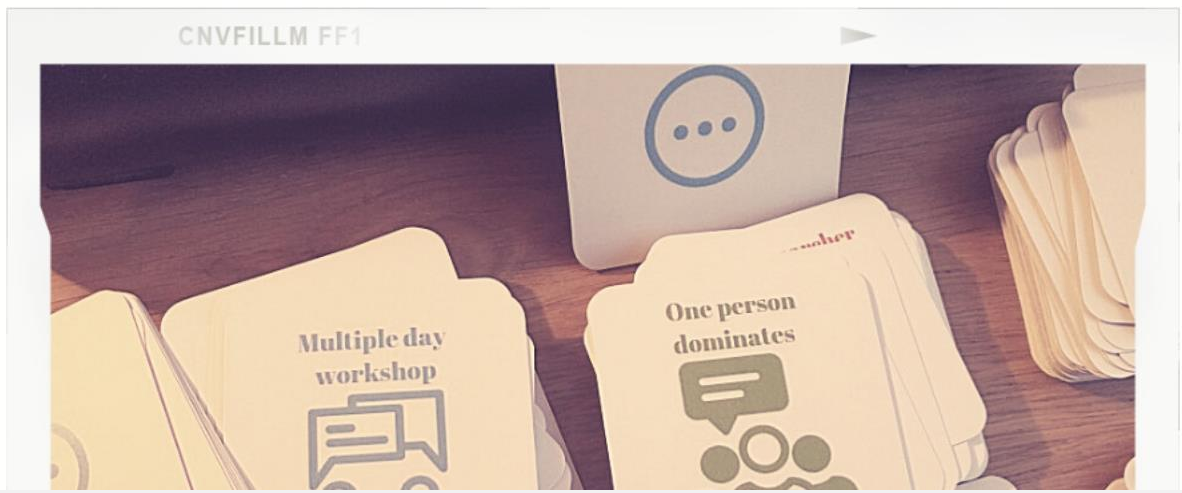 CNVFILLM FF1
Multiple day
workshop
One person
dominates